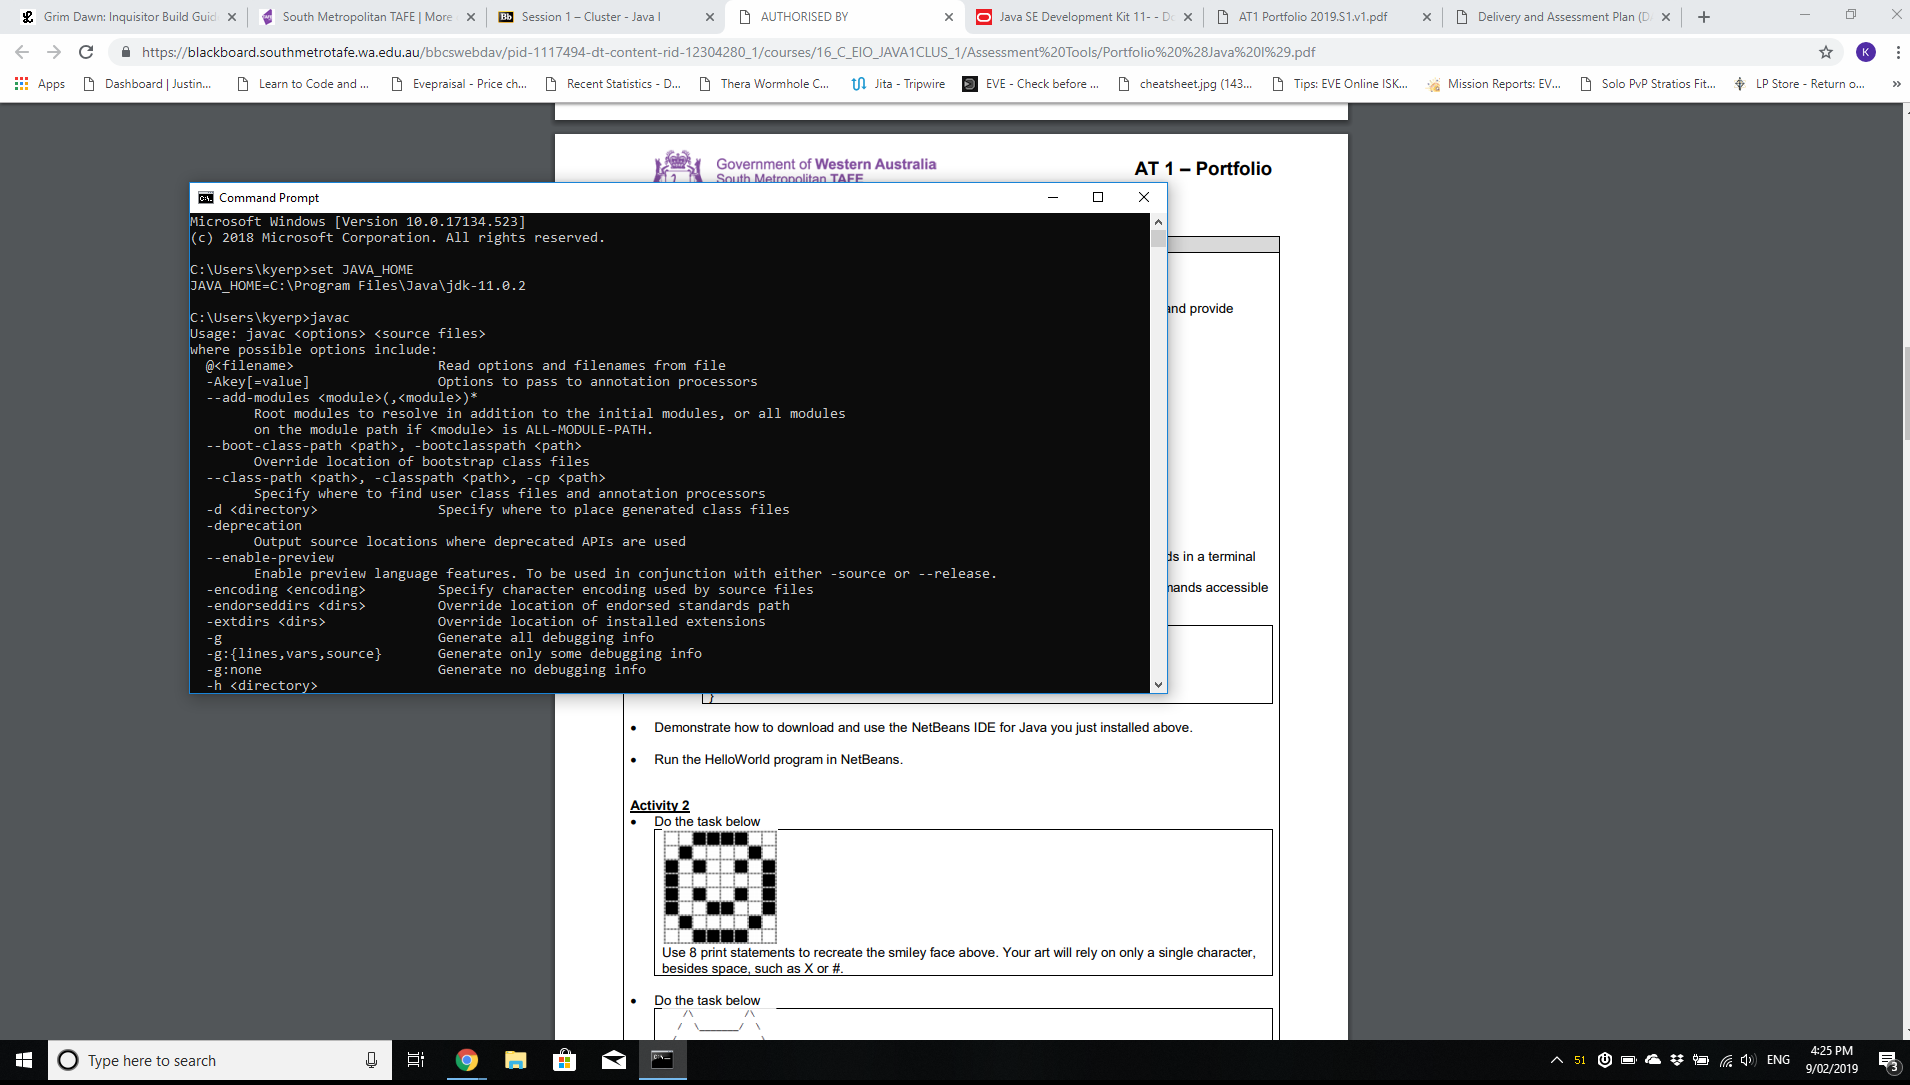 Grim Dawn: Inquisitor Build Guid
South Metropolitan TAFE | More
Bb Session 1 – Cluster - Java I
AUTHORISED BY
Java SE Development Kit 11- - Do
AT1 Portfolio 2019.S1.v1.pdf
Delivery and Assessment Plan (D
https://blackboard.southmetrotafe.wa.edu.au/bbcswebdav/pid-1117494-dt-content-rid-12304280_1/courses/16_C_EIO_JAVA1CLUS_1/Assessment%20Tools/Portfolio%20%28Java%20I%29.pdf
K
Apps
Dashboard | Justin...
Learn to Code and ...
Evepraisal - Price ch...
Recent Statistics - D...
Thera Wormhole C...
Jita - Tripwire
EVE - Check before ...
cheatsheet.jpg (143...
Tips: EVE Online ISK...
Mission Reports: EV...
Solo PvP Stratios Fit...
LP Store - Return o...
»
Government of Western Australia
South Metropolitan TAFE
AT 1 – Portfolio
Command Prompt
Microsoft Windows [Version 10.0.17134.523]
(c) 2018 Microsoft Corporation. All rights reserved.
C:\Users\kyerp>set JAVA_HOME
JAVA_HOME=C:\Program Files\Java\jdk-11.0.2
C:\Users\kyerp>javac
Usage: javac <options> <source files>
where possible options include:
@<filename> Read options and filenames from file
-Akey[=value] Options to pass to annotation processors
--add-modules <module>(,<module>)*
Root modules to resolve in addition to the initial modules, or all modules
on the module path if <module> is ALL-MODULE-PATH.
--boot-class-path <path>, -bootclasspath <path>
Override location of bootstrap class files
--class-path <path>, -classpath <path>, -cp <path>
Specify where to find user class files and annotation processors
-d <directory> Specify where to place generated class files
-deprecation
Output source locations where deprecated APIs are used
--enable-preview
Enable preview language features. To be used in conjunction with either -source or --release.
-encoding <encoding> Specify character encoding used by source files
-endorseddirs <dirs> Override location of endorsed standards path
-extdirs <dirs> Override location of installed extensions
-g Generate all debugging info
-g:{lines,vars,source} Generate only some debugging info
-g:none Generate no debugging info
-h <directory>
and provide
ds in a terminal
mands accessible
}
• Demonstrate how to download and use the NetBeans IDE for Java you just installed above.
• Run the HelloWorld program in NetBeans.
Activity 2
• Do the task below
Use 8 print statements to recreate the smiley face above. Your art will rely on only a single character,
besides space, such as X or #.
• Do the task below
/\ /\
/ \_______/ \
Type here to search
51
ENG
4:25 PM
9/02/2019
3